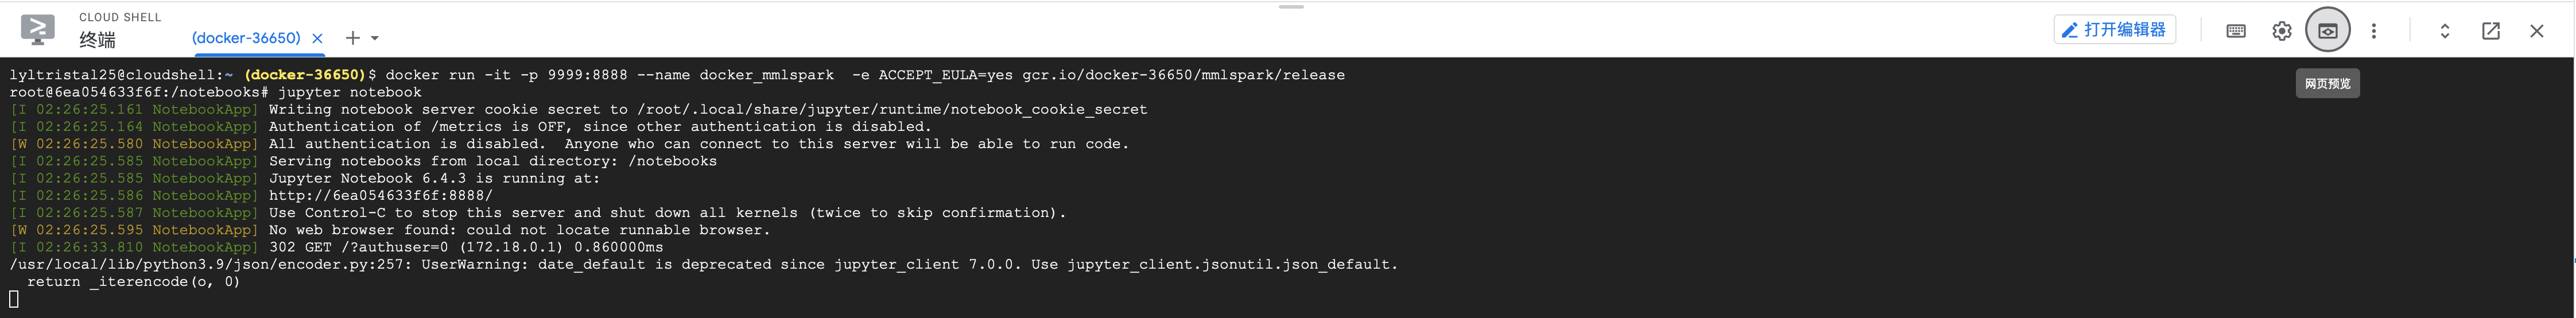 CLOUD SHELL
终端
(docker-36650)
打开编辑器
网页预览
lyltristal25@cloudshell:~ (docker-36650)$ docker run -it -p 9999:8888 --name docker_mmlspark  -e ACCEPT_EULA=yes gcr.io/docker-36650/mmlspark/release
root@6ea054633f6f:/notebooks# jupyter notebook
[I 02:26:25.161 NotebookApp] Writing notebook server cookie secret to /root/.local/share/jupyter/runtime/notebook_cookie_secret
[I 02:26:25.164 NotebookApp] Authentication of /metrics is OFF, since other authentication is disabled.
[W 02:26:25.580 NotebookApp] All authentication is disabled.  Anyone who can connect to this server will be able to run code.
[I 02:26:25.585 NotebookApp] Serving notebooks from local directory: /notebooks
[I 02:26:25.585 NotebookApp] Jupyter Notebook 6.4.3 is running at:
[I 02:26:25.586 NotebookApp] http://6ea054633f6f:8888/
[I 02:26:25.587 NotebookApp] Use Control-C to stop this server and shut down all kernels (twice to skip confirmation).
[W 02:26:25.595 NotebookApp] No web browser found: could not locate runnable browser.
[I 02:26:33.810 NotebookApp] 302 GET /?authuser=0 (172.18.0.1) 0.860000ms
/usr/local/lib/python3.9/json/encoder.py:257: UserWarning: date_default is deprecated since jupyter_client 7.0.0. Use jupyter_client.jsonutil.json_default.
  return _iterencode(o, 0)